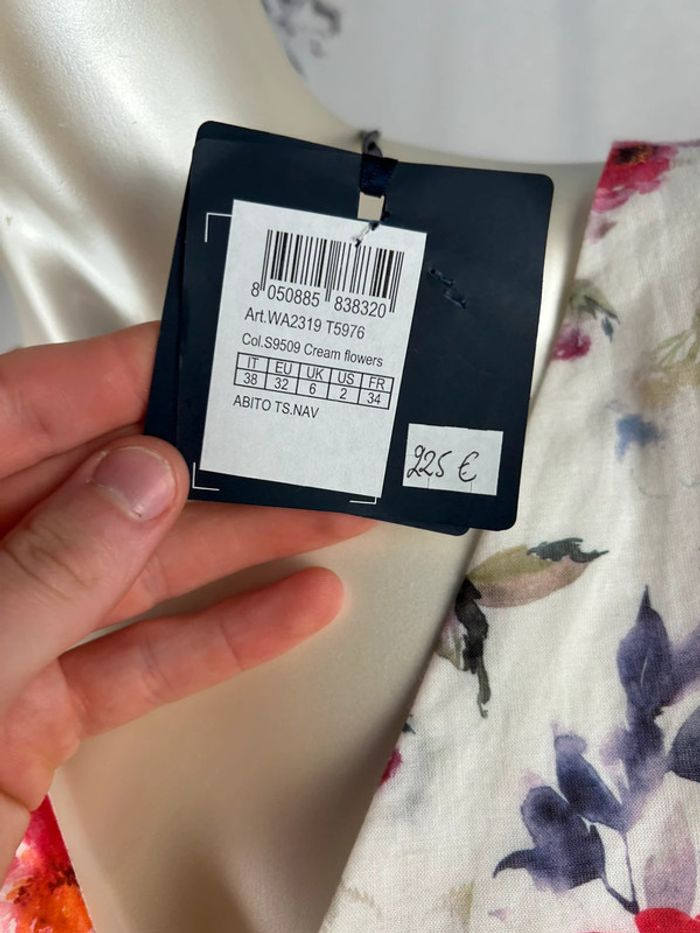 8 050885 838320
Art.WA2319 T5976
Col.S9509 Cream flowers
IT EU UK US FR
38 32 6 2 34
ABITO TS.NAV
225 €